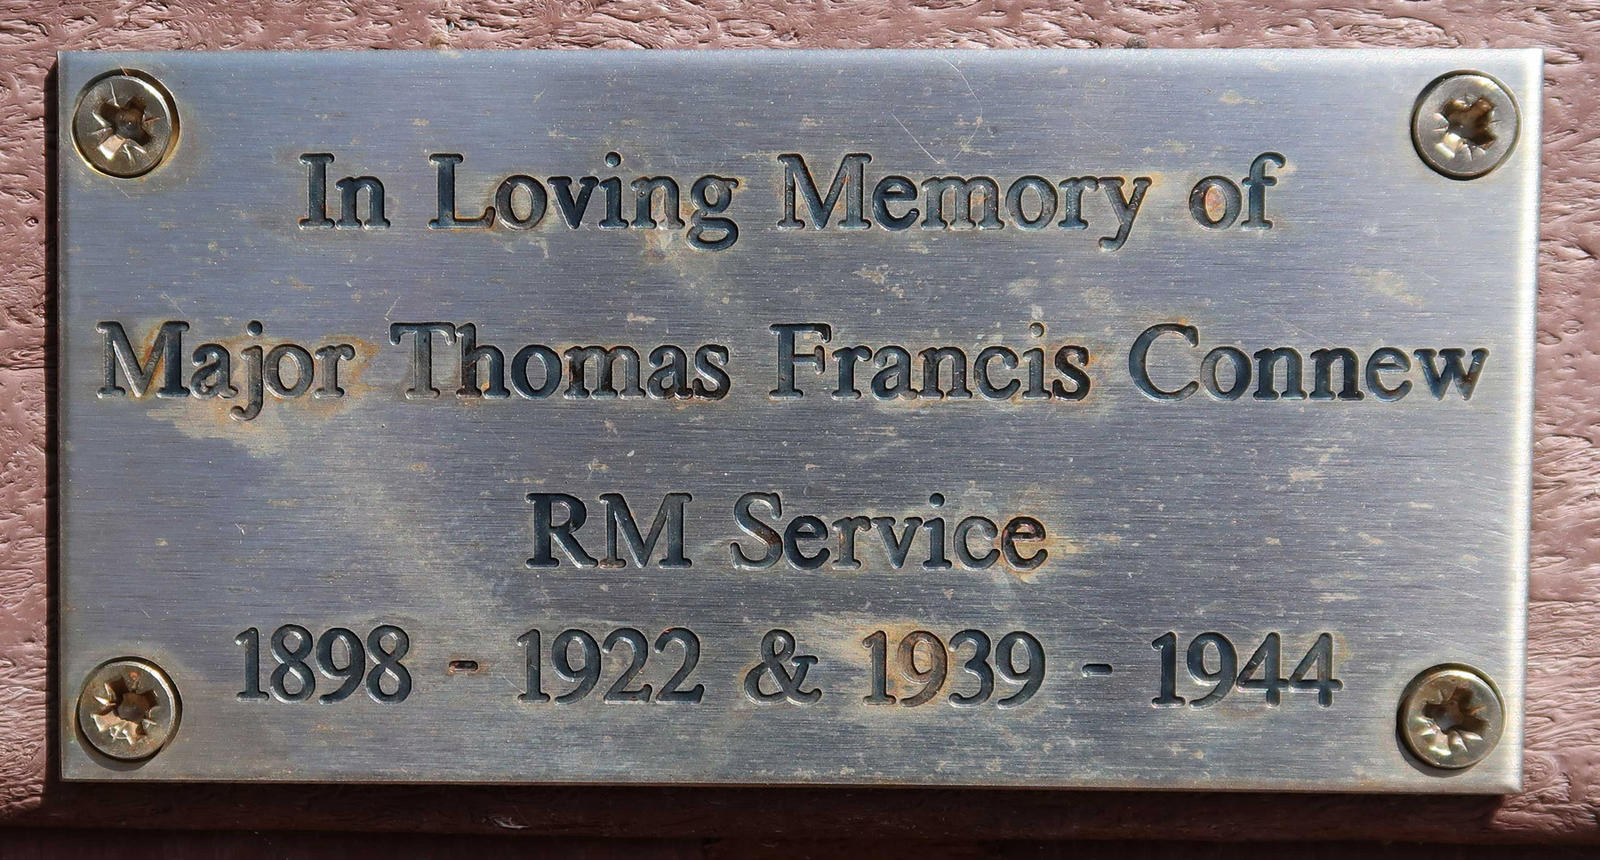 In Loving Memory of
Major Thomas Francis Connew
RM Service
1898 - 1922 & 1939 - 1944